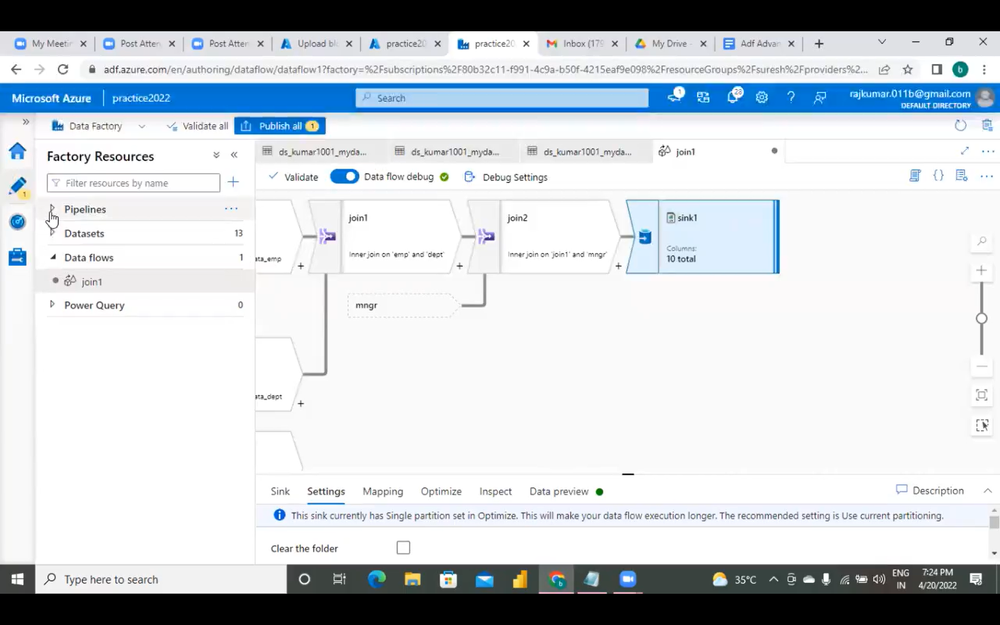 My Meetin
Post Atten
Post Atten
Upload blo
practice20
practice20
Inbox (179
My Drive -
Adf Advan
adf.azure.com/en/authoring/dataflow/dataflow1?factory=%2Fsubscriptions%2F80b32c11-f991-4c9a-b50f-4215eaf9e098%2FresourceGroups%2Fsuresh%2Fproviders%2...
b
Microsoft Azure
practice2022
Search
1
28
?
rajkumar.011b@gmail.com
DEFAULT DIRECTORY
Data Factory
Validate all
Publish all 1
Factory Resources
Filter resources by name
1
Pipelines
Datasets 13
Data flows 1
join1
Power Query 0
ds_kumar1001_myda...
ds_kumar1001_myda...
ds_kumar1001_myda...
join1
Validate
Data flow debug
Debug Settings
ata_emp
join1
Inner join on 'emp' and 'dept'
join2
Inner join on 'join1' and 'mngr'
sink1
Columns:
10 total
mngr
ata_dept
Sink
Settings
Mapping
Optimize
Inspect
Data preview
Description
This sink currently has Single partition set in Optimize. This will make your data flow execution longer. The recommended setting is Use current partitioning.
Clear the folder
Type here to search
b
35°C
ENG
IN
7:24 PM
4/20/2022